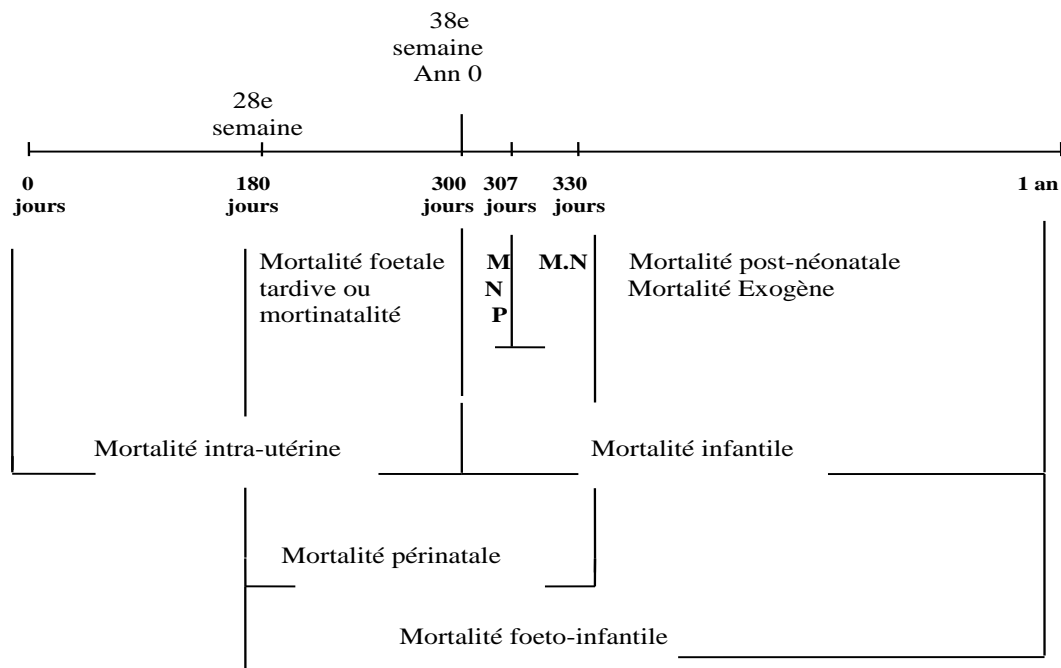 38e
semaine
Ann 0
28e
semaine
0
jours
180
jours
300
jours
307
jours
330
jours
1 an
Mortalité foetale
tardive ou
mortinatalité
M
N
P
M.N
Mortalité post-néonatale
Mortalité Exogène
Mortalité intra-utérine
Mortalité infantile
Mortalité périnatale
Mortalité foeto-infantile